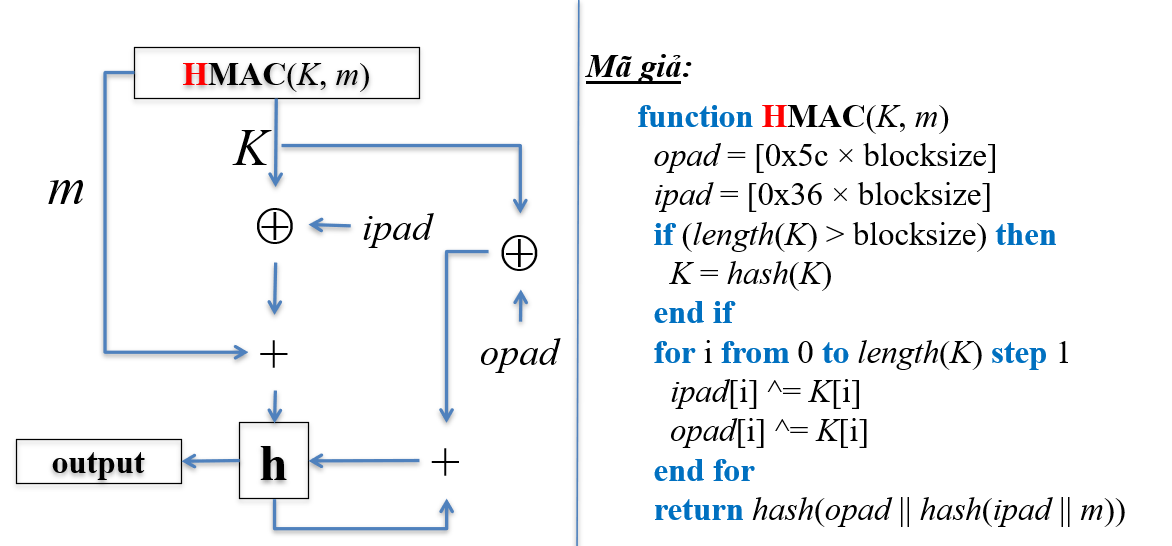 HMAC(K, m)
K
m
⊕
ipad
⊕
+
opad
h
output
+
Mã giả:
function HMAC(K, m)
opad = [0x5c × blocksize]
ipad = [0x36 × blocksize]
if (length(K) > blocksize) then
K = hash(K)
end if
for i from 0 to length(K) step 1
ipad[i] ^= K[i]
opad[i] ^= K[i]
end for
return hash(opad || hash(ipad || m))